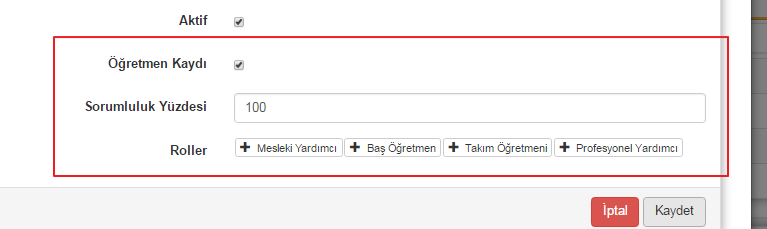 Aktif
Öğretmen Kaydı
Sorumluluk Yüzdesi 100
Roller + Mesleki Yardımcı + Baş Öğretmen + Takım Öğretmeni + Profesyonel Yardımcı
İptal Kaydet